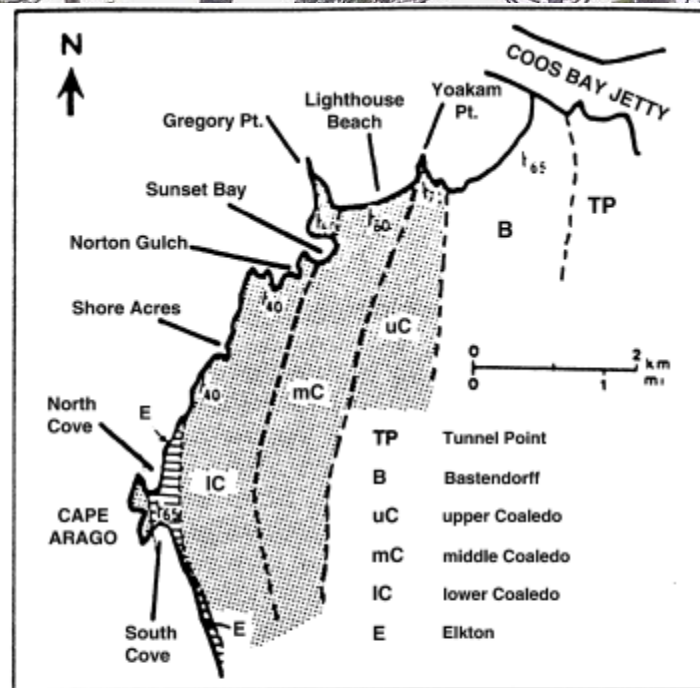 N
COOS BAY JETTY
Lighthouse
Beach
Yoakam
Pt.
Gregory Pt.
Sunset Bay
65
TP
B
60
Norton Gulch
40
Shore Acres
uC
0
2
km
0
1
mi
mC
40
North
Cove
E
TP Tunnel Point
B Bastendorff
lC
uC upper Coaledo
CAPE
ARAGO
65
mC middle Coaledo
lC lower Coaledo
E
E Elkton
South
Cove